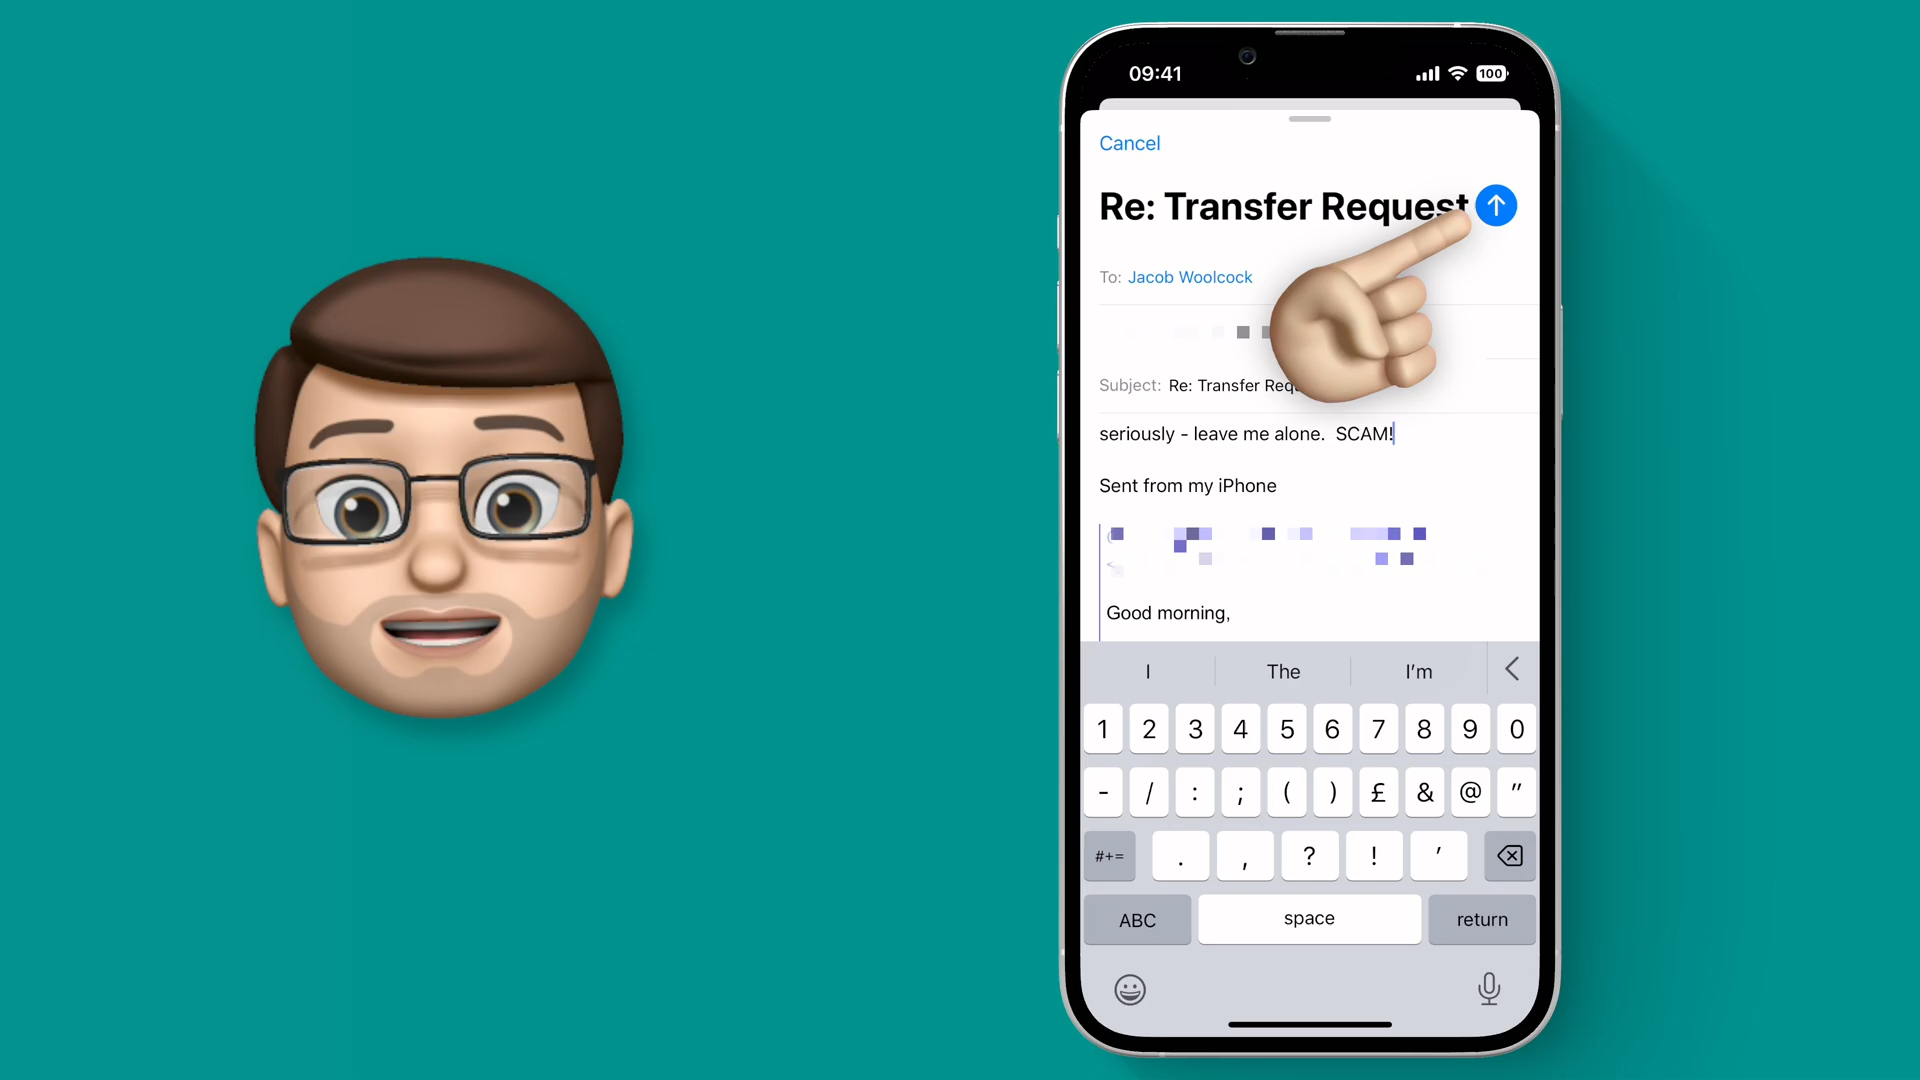 09:41
100
Cancel
Re: Transfer Request
To: Jacob Woolcock
Subject: Re: Transfer Req
seriously - leave me alone.  SCAM!
Sent from my iPhone
Good morning,
I The I'm
1 2 3 4 5 6 7 8 9 0
- / : ; ( ) £ & @ "
#+= . , ? ! '
ABC space return